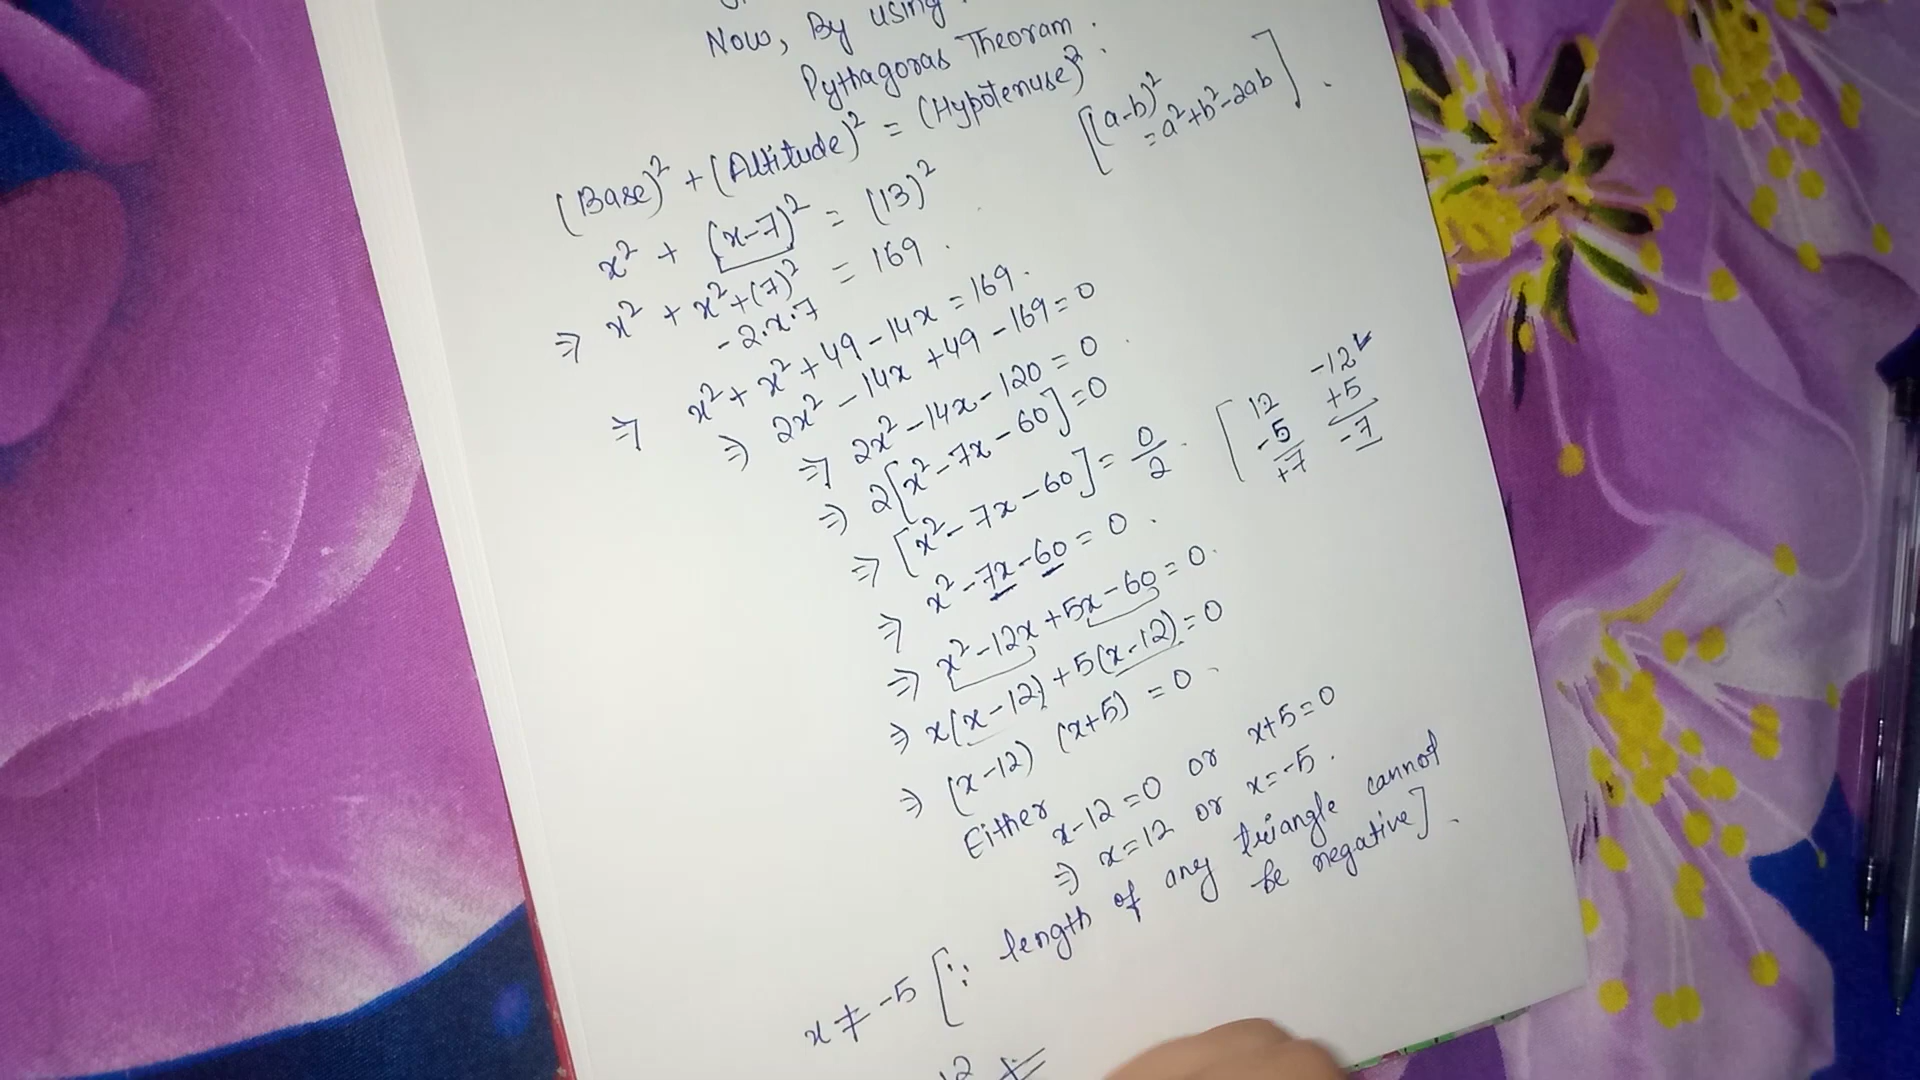 Now, By using
Pythagoras Theoram.
(Base)² + (Altitude)² = (Hypotenuse)².
[(a-b)²
= a²+b²-2ab].
x² + (x-7)² = (13)²
⇒ x² + x²+(7)² = 169.
-2.x.7
⇒ x² + x² + 49 - 14x = 169.
⇒ 2x² - 14x + 49 - 169 = 0
⇒ 2x² - 14x - 120 = 0.
⇒ 2[x² - 7x - 60] = 0
⇒ [x² - 7x - 60] = 0/2.
[12 -12✓
-5 +5
+7 -7
⇒ x² - 7x - 60 = 0.
⇒ x² - 12x + 5x - 60 = 0.
⇒ x(x-12) + 5(x-12) = 0
⇒ (x-12) (x+5) = 0.
Either x-12=0 or x+5=0
⇒ x=12 or x=-5.
x ≠ -5 [∵ length of any triangle cannot
be negative].